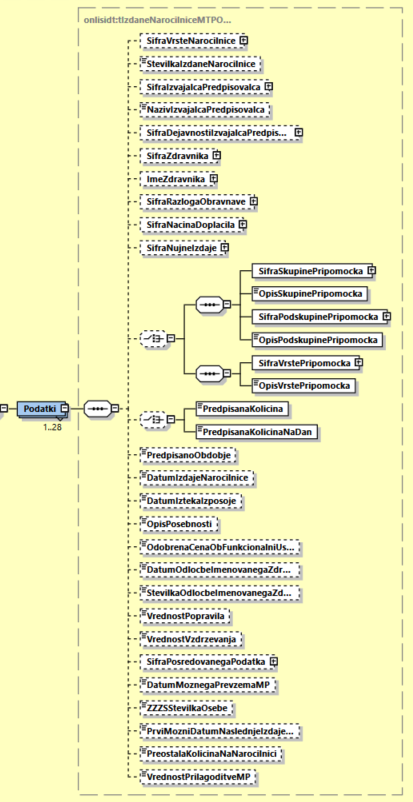 onlisidt:tIzdaneNarocilniceMTPO...
SifraVrsteNarocilnice
StevilkaIzdaneNarocilnice
SifraIzvajalcaPredpisovalca
NazivIzvajalcaPredpisovalca
SifraDejavnostiIzvajalcaPredpis...
SifraZdravnika
ImeZdravnika
SifraRazlogaObravnave
SifraNacinaDoplacila
SifraNujneIzdaje
SifraSkupinePripomocka
OpisSkupinePripomocka
SifraPodskupinePripomocka
OpisPodskupinePripomocka
SifraVrstePripomocka
OpisVrstePripomocka
Podatki
1..28
PredpisanaKolicina
PredpisanaKolicinaNaDan
PredpisanoObdobje
DatumIzdajeNarocilnice
DatumIztekaIzposoje
OpisPosebnosti
OdobrenaCenaObFunkcionalniUs...
DatumOdlocbeImenovanegaZdr...
StevilkaOdlocbeImenovanegaZd...
VrednostPopravila
VrednostVzdrzevanja
SifraPosredovanegaPodatka
DatumMoznegaPrevzemaMP
ZZZSStevilkaOsebe
PrviMozniDatumNaslednjeIzdaje...
PreostalaKolicinaNaNarocilnici
VrednostPrilagoditveMP